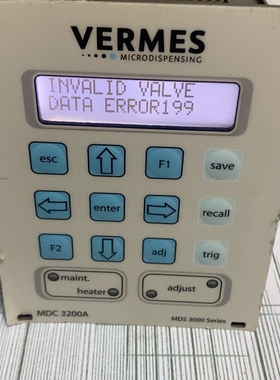 VERMES
MICRODISPENSING
INVALID VALVE
DATA ERROR199
esc
F1
save
enter
recall
F2
adj
trig
maint.
heater
adjust
MDC 3200A
MDS 3000 Series